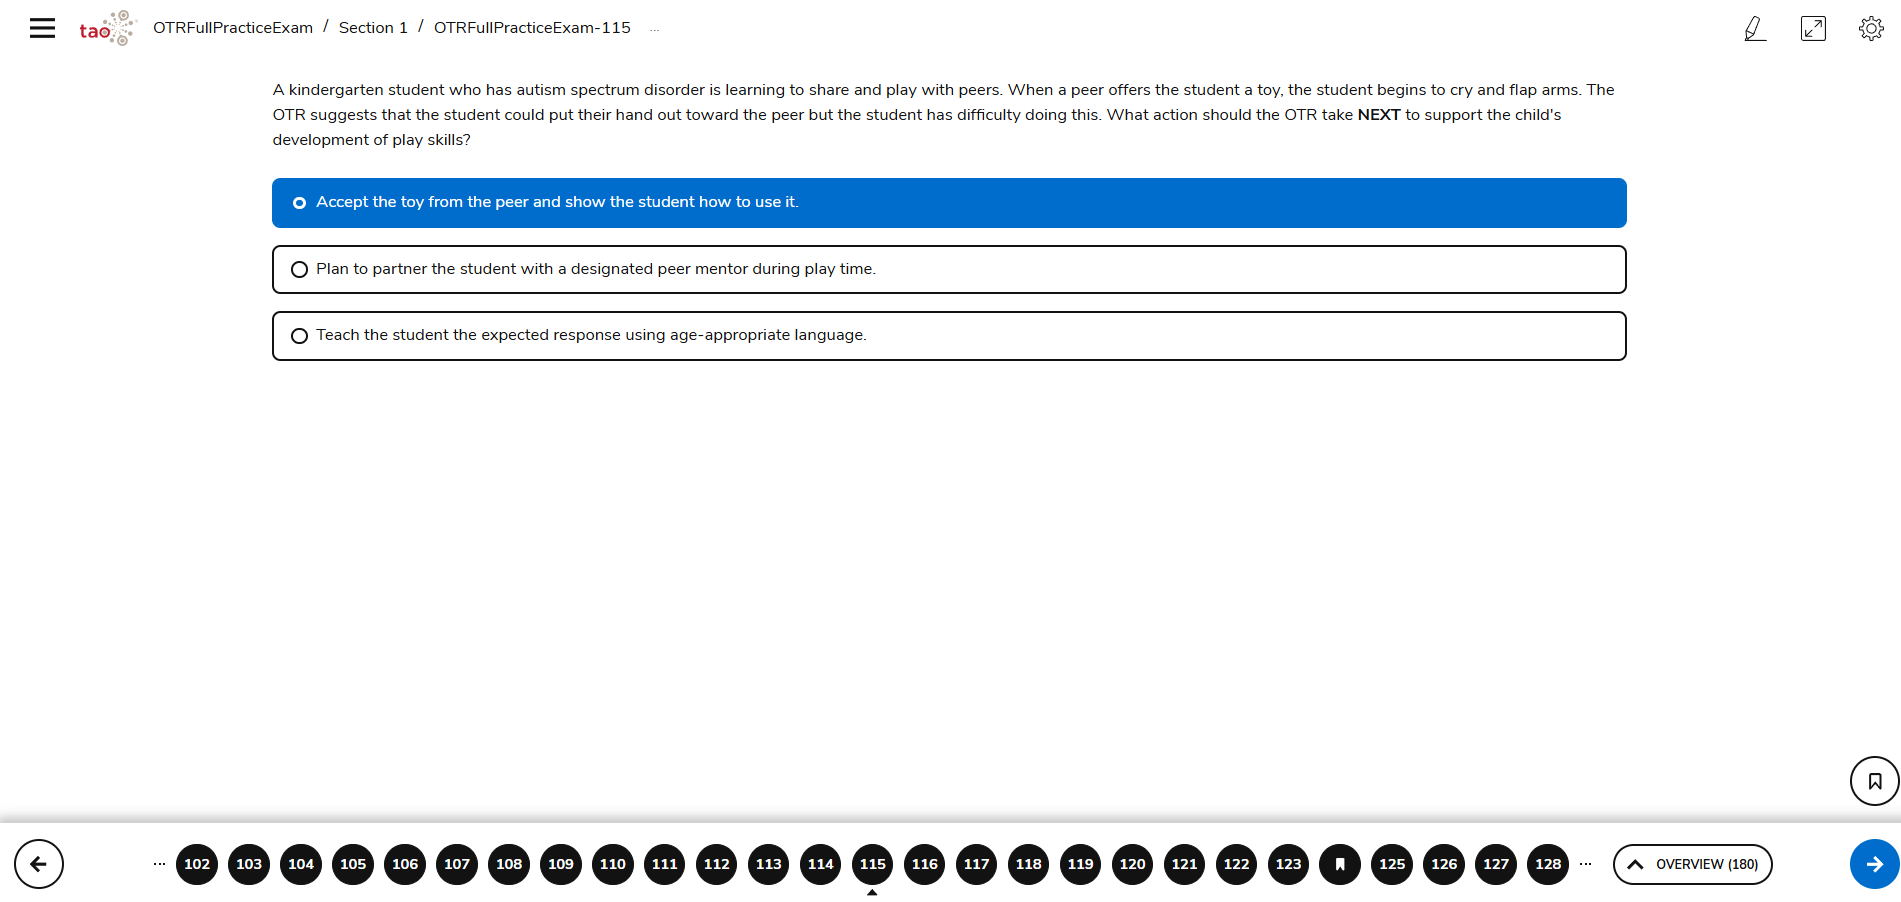 tao OTRFullPracticeExam / Section 1 / OTRFullPracticeExam-115 ...
A kindergarten student who has autism spectrum disorder is learning to share and play with peers. When a peer offers the student a toy, the student begins to cry and flap arms. The
OTR suggests that the student could put their hand out toward the peer but the student has difficulty doing this. What action should the OTR take NEXT to support the child's
development of play skills?
Accept the toy from the peer and show the student how to use it.
Plan to partner the student with a designated peer mentor during play time.
Teach the student the expected response using age-appropriate language.
... 102 103 104 105 106 107 108 109 110 111 112 113 114 115 116 117 118 119 120 121 122 123 125 126 127 128 ... OVERVIEW (180)